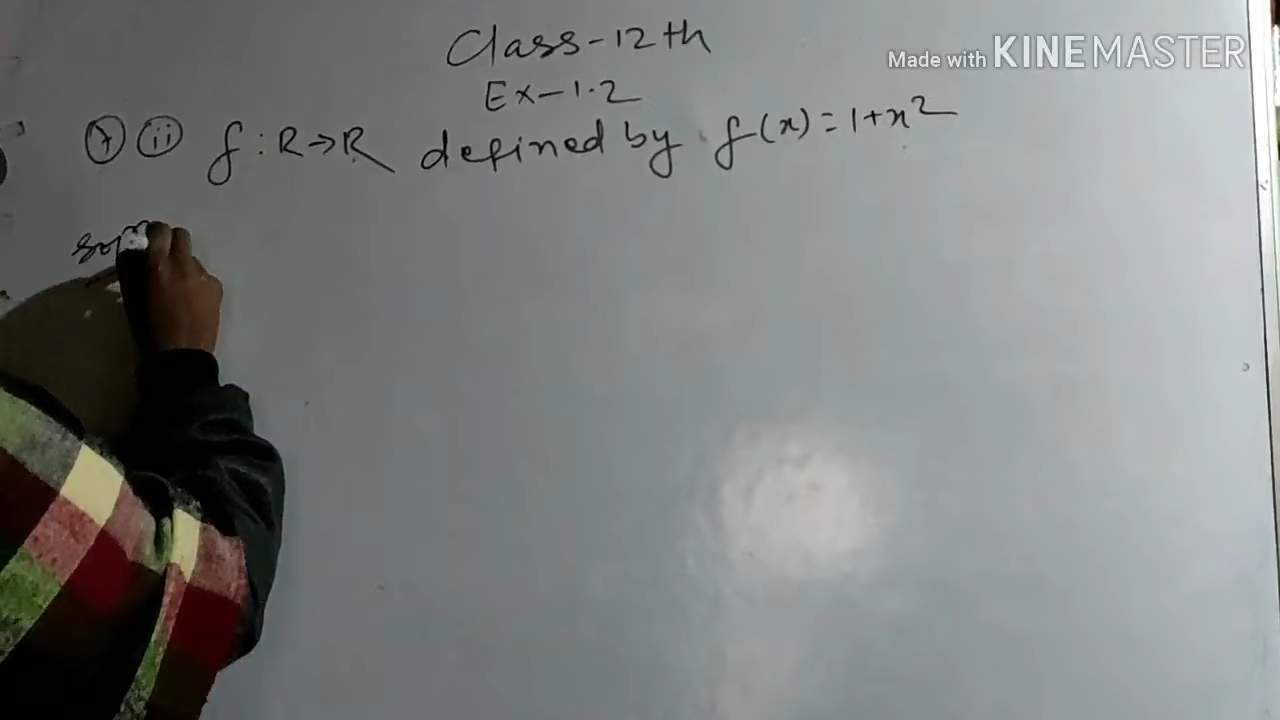 Class-12th
Made with KINEMASTER
Ex-1.2
7 ii f:R→R defined by f(x)=1+x²